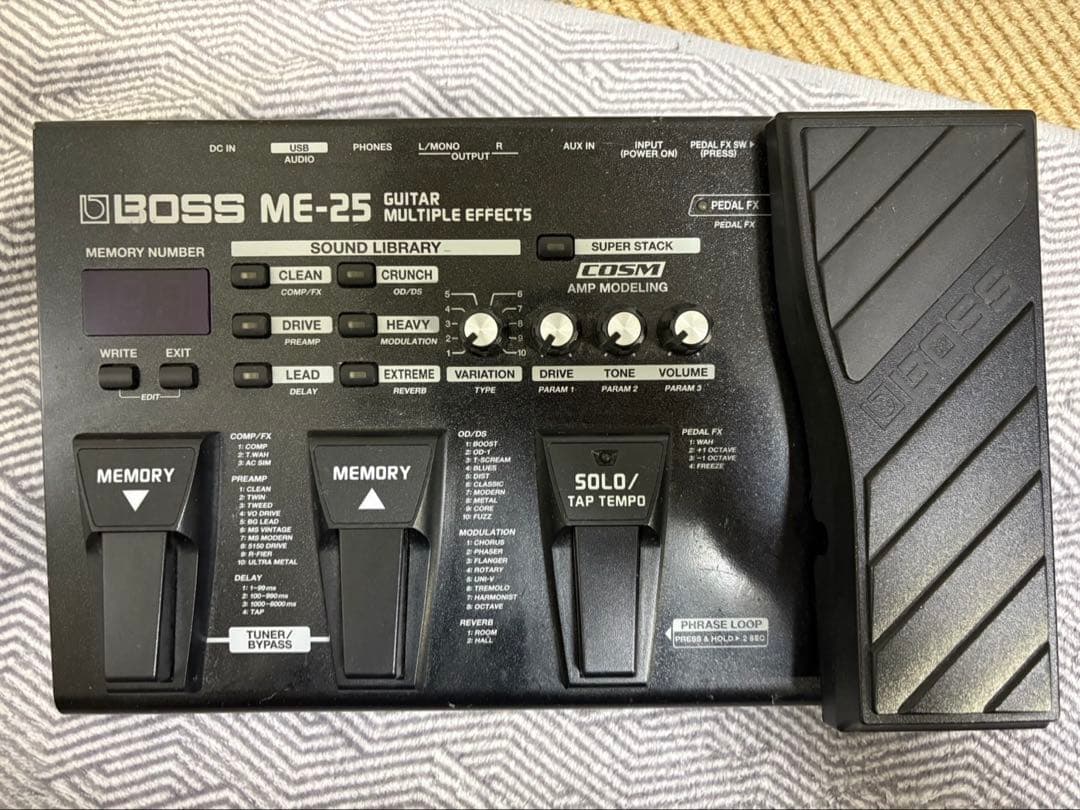 DC IN
USB
AUDIO
PHONES
L/MONO R
OUTPUT
AUX IN
INPUT
(POWER ON)
PEDAL FX SW
(PRESS)
BOSS ME-25 GUITAR
MULTIPLE EFFECTS
PEDAL FX
PEDAL FX
MEMORY NUMBER
SOUND LIBRARY
SUPER STACK
CLEAN
COMP/FX
CRUNCH
OD/DS
COSM
AMP MODELING
DRIVE
PREAMP
HEAVY
MODULATION
5 6
4 7
3 8
2 9
1 10
WRITE EXIT
EDIT
LEAD
DELAY
EXTREME
REVERB
VARIATION
TYPE
DRIVE TONE VOLUME
PARAM 1 PARAM 2 PARAM 3
BOSS
MEMORY
MEMORY
SOLO/
TAP TEMPO
COMP/FX
1: COMP
2: T.WAH
3: AC SIM
PREAMP
1: CLEAN
2: TWIN
3: TWEED
4: VO DRIVE
5: BG LEAD
6: MS VINTAGE
7: MS MODERN
8: 5150 DRIVE
9: R-FIER
10: ULTRA METAL
DELAY
1: 1–99 ms
2: 100–990 ms
3: 1000–6000 ms
4: TAP
OD/DS
1: BOOST
2: OD-1
3: T-SCREAM
4: BLUES
5: DIST
6: CLASSIC
7: MODERN
8: METAL
9: CORE
10: FUZZ
MODULATION
1: CHORUS
2: PHASER
3: FLANGER
4: ROTARY
5: UNI-V
6: TREMOLO
7: HARMONIST
8: OCTAVE
REVERB
1: ROOM
2: HALL
PEDAL FX
1: WAH
2: +1 OCTAVE
3: -1 OCTAVE
4: FREEZE
TUNER/
BYPASS
PHRASE LOOP
PRESS & HOLD 2 SEC